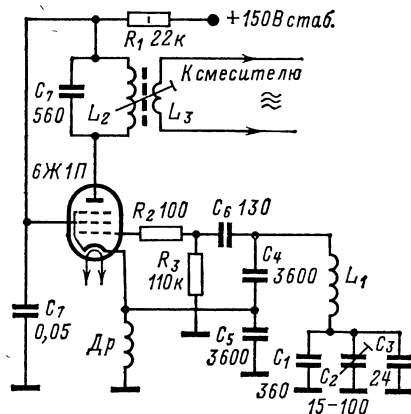 +150В стаб.
R₁ 22к
К смесителю
≋
C₇
560
L₂
L₃
6Ж1П
R₂ 100
C₆ 130
R₃
110к
C₄
3600
L₁
C₇
0,05
Др
C₅
3600
C₁
360
C₂
15-100
C₃
24